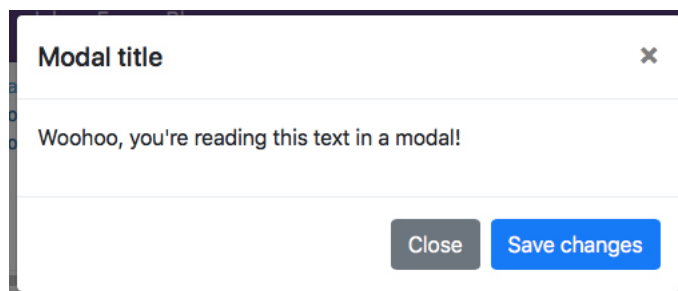 Modal title
×
Woohoo, you're reading this text in a modal!
Close Save changes